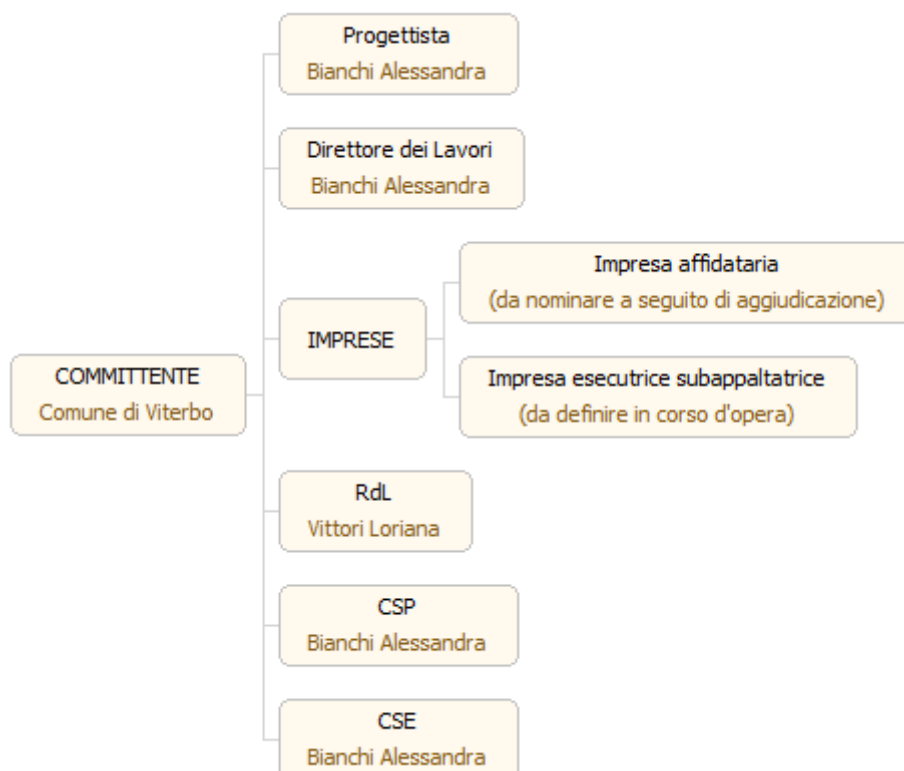 Progettista
Bianchi Alessandra
Direttore dei Lavori
Bianchi Alessandra
Impresa affidataria
(da nominare a seguito di aggiudicazione)
IMPRESE
COMMITTENTE
Comune di Viterbo
Impresa esecutrice subappaltatrice
(da definire in corso d'opera)
RdL
Vittori Loriana
CSP
Bianchi Alessandra
CSE
Bianchi Alessandra